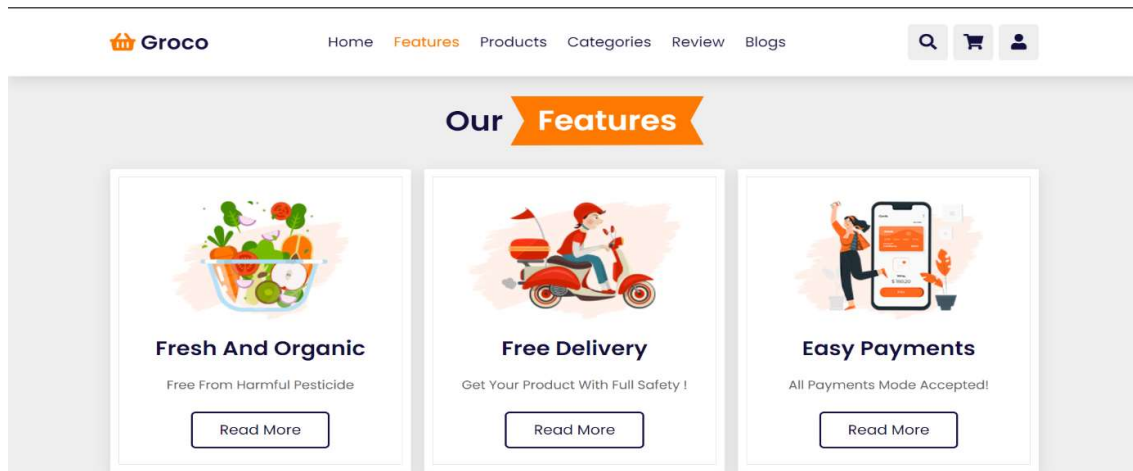 Groco Home Features Products Categories Review Blogs
Our Features
Fresh And Organic
Free From Harmful Pesticide
Read More
Free Delivery
Get Your Product With Full Safety !
Read More
Easy Payments
All Payments Mode Accepted!
Read More